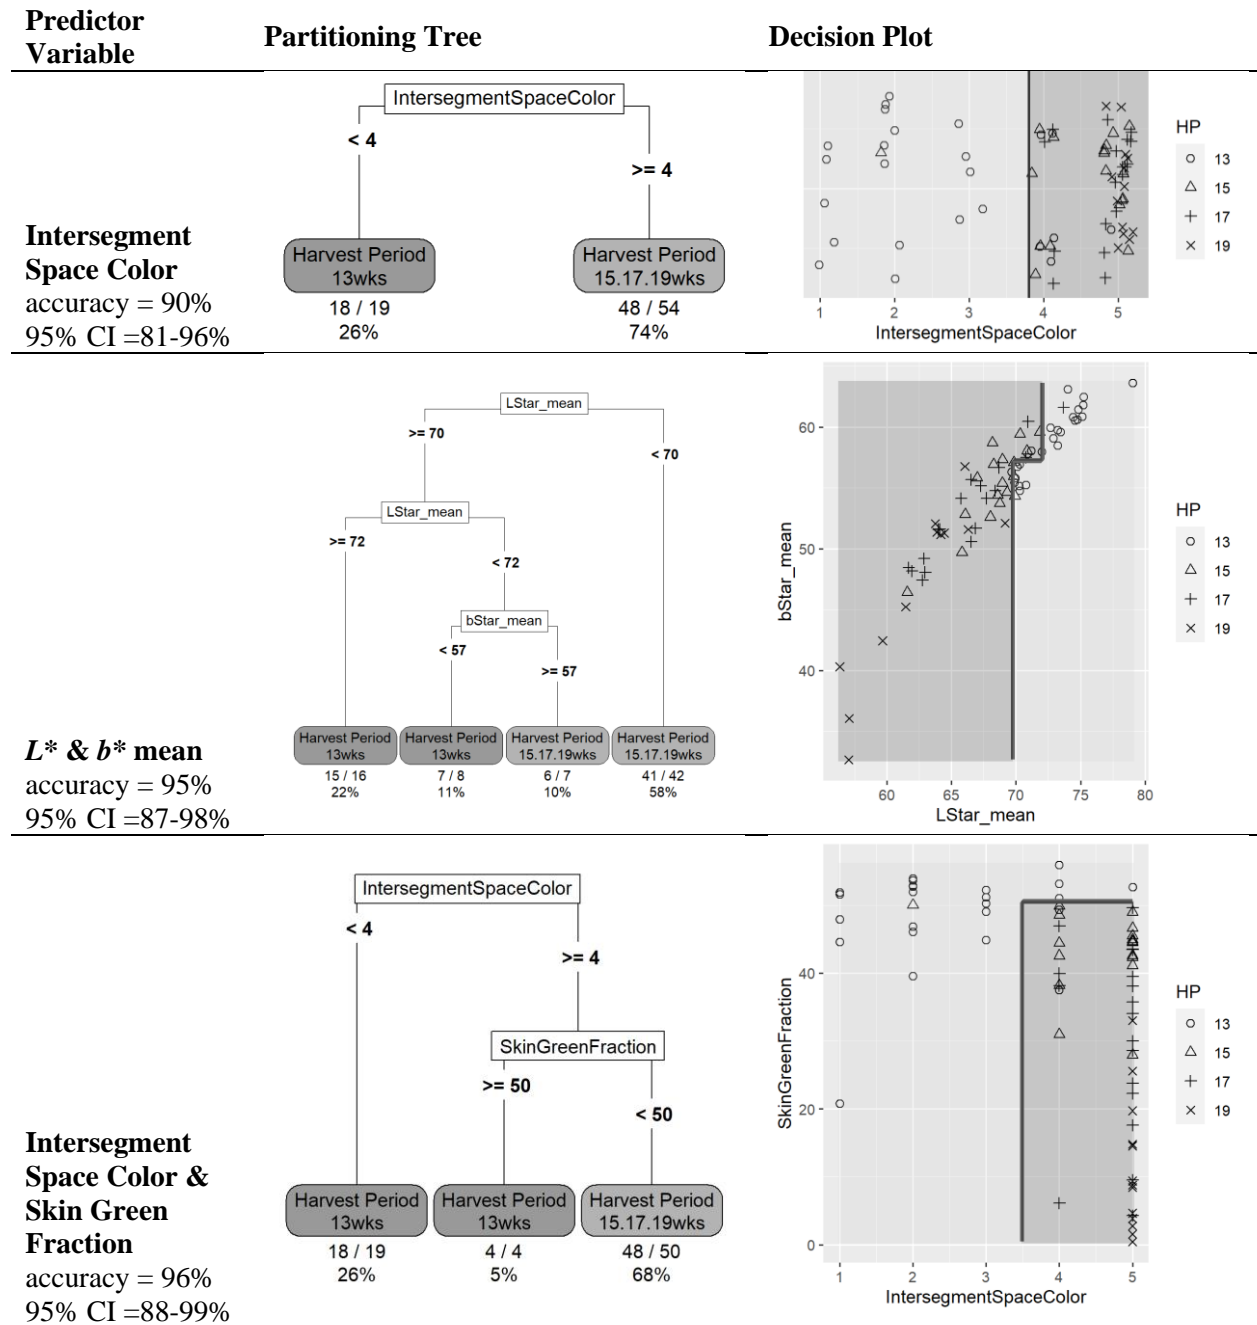 Predictor
Variable
Partitioning Tree
Decision Plot
Intersegment
Space Color
accuracy = 90%
95% CI =81-96%
IntersegmentSpaceColor
< 4
>= 4
Harvest Period
13wks
18 / 19
26%
Harvest Period
15.17.19wks
48 / 54
74%
1 2 3 4 5
IntersegmentSpaceColor
HP
13
15
17
19
L* & b* mean
accuracy = 95%
95% CI =87-98%
LStar_mean
>= 70
< 70
LStar_mean
>= 72
< 72
bStar_mean
< 57
>= 57
Harvest Period
13wks
15 / 16
22%
Harvest Period
13wks
7 / 8
11%
Harvest Period
15.17.19wks
6 / 7
10%
Harvest Period
15.17.19wks
41 / 42
58%
bStar_mean
60
50
40
60 65 70 75 80
LStar_mean
HP
13
15
17
19
Intersegment
Space Color &
Skin Green
Fraction
accuracy = 96%
95% CI =88-99%
IntersegmentSpaceColor
< 4
>= 4
SkinGreenFraction
>= 50
< 50
Harvest Period
13wks
18 / 19
26%
Harvest Period
13wks
4 / 4
5%
Harvest Period
15.17.19wks
48 / 50
68%
SkinGreenFraction
40
20
0
1 2 3 4 5
IntersegmentSpaceColor
HP
13
15
17
19